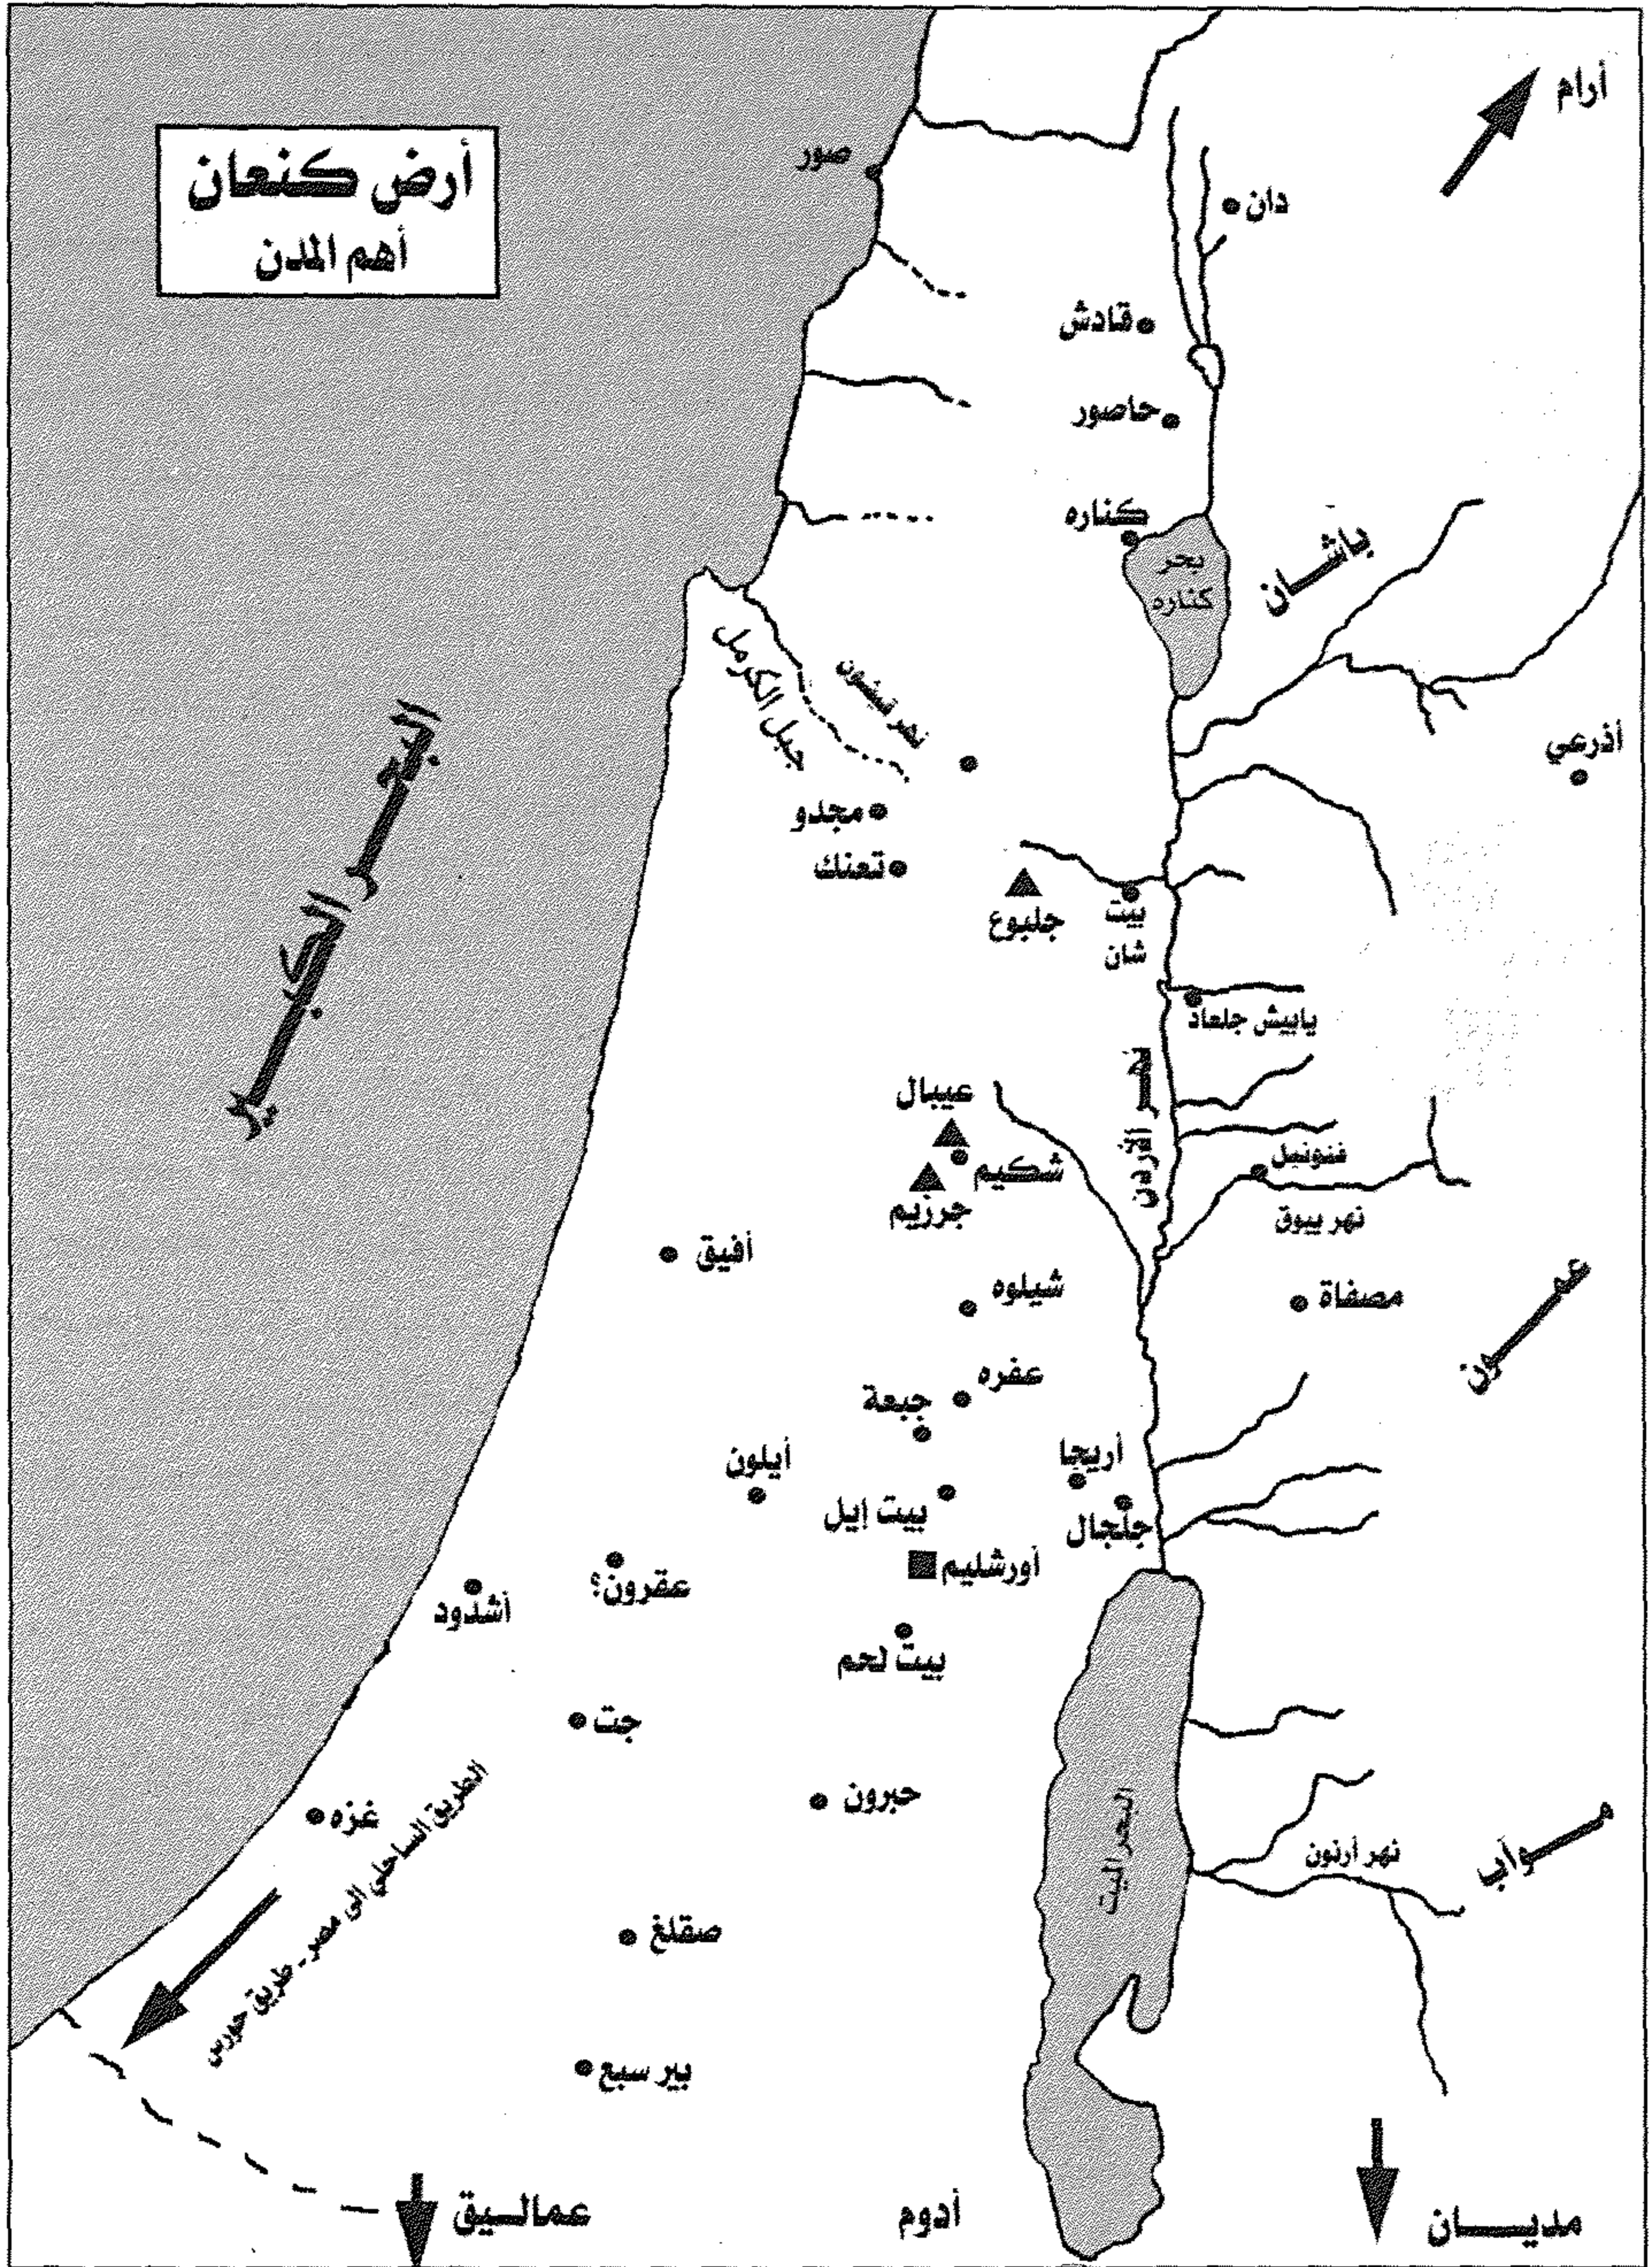 أرض كنعان
أهم المدن
أرام
صور
دان
قادش
حاصور
كناره
بحر
كناره
باشان
جبل الكرمل
نهر قيشون
أذرعي
البحر الكبير
مجدو
تعنك
جلبوع
بيت
شان
يابيش جلعاد
نهر الأردن
عيبال
شكيم
جرزيم
فنوئيل
نهر يبوق
أفيق
شيلوه
مصفاة
عمون
عفره
جبعة
أيلون
أريحا
بيت إيل
جلجال
أورشليم
عقرون؟
أشدود
بيت لحم
جت
حبرون
غزه
الطريق الساحلي الى مصر - طريق حورس
البحر الميت
نهر أرنون
موآب
صقلغ
بير سبع
عماليق
أدوم
مديان